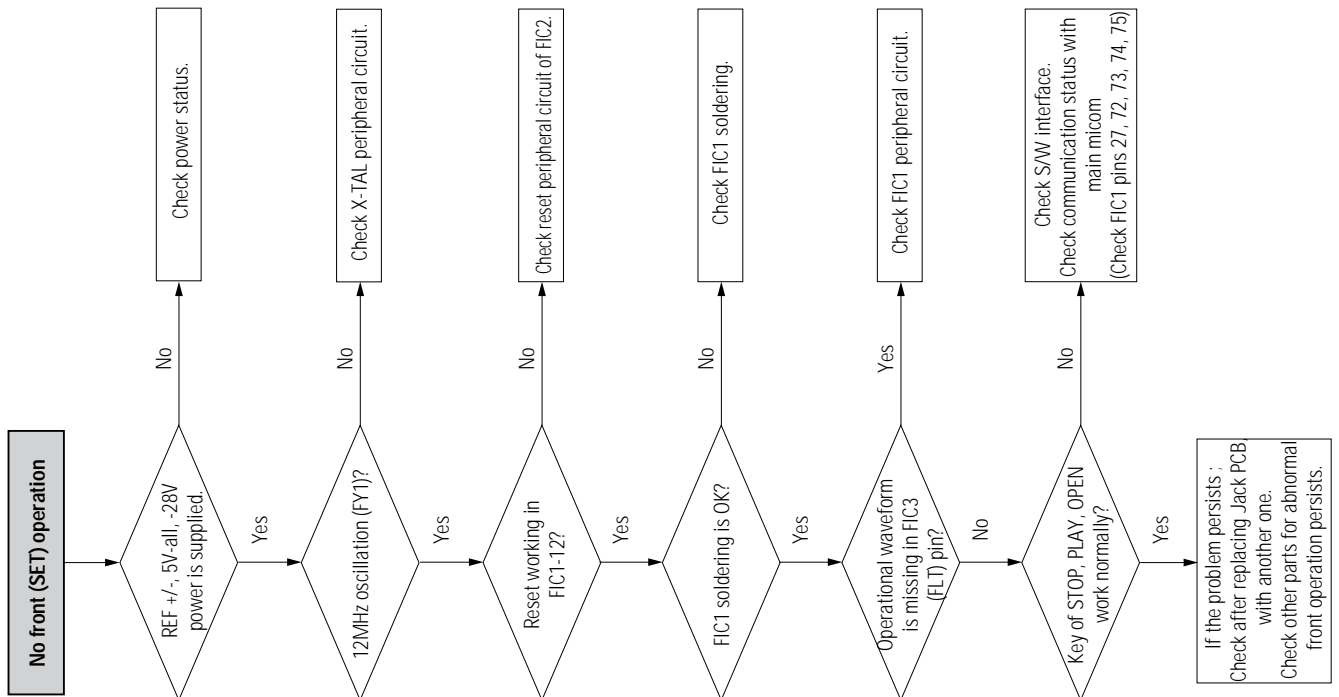 No front (SET) operation
REF +/-, 5V-all, -28V
power is supplied.
No
Check power status.
Yes
12MHz oscillation (FY1)?
No
Check X-TAL peripheral circuit.
Yes
Reset working in
FIC1-12?
No
Check reset peripheral circuit of FIC2.
Yes
FIC1 soldering is OK?
No
Check FIC1 soldering.
Yes
Operational waveform
is missing in FIC3
(FLT) pin?
Yes
Check FIC1 peripheral circuit.
No
Key of STOP, PLAY, OPEN
work normally?
No
Check S/W interface.
Check communication status with
main micom
(Check FIC1 pins 27, 72, 73, 74, 75)
Yes
If the problem persists ;
Check after replacing Jack PCB,
with another one.
Check other parts for abnormal
front operation persists.